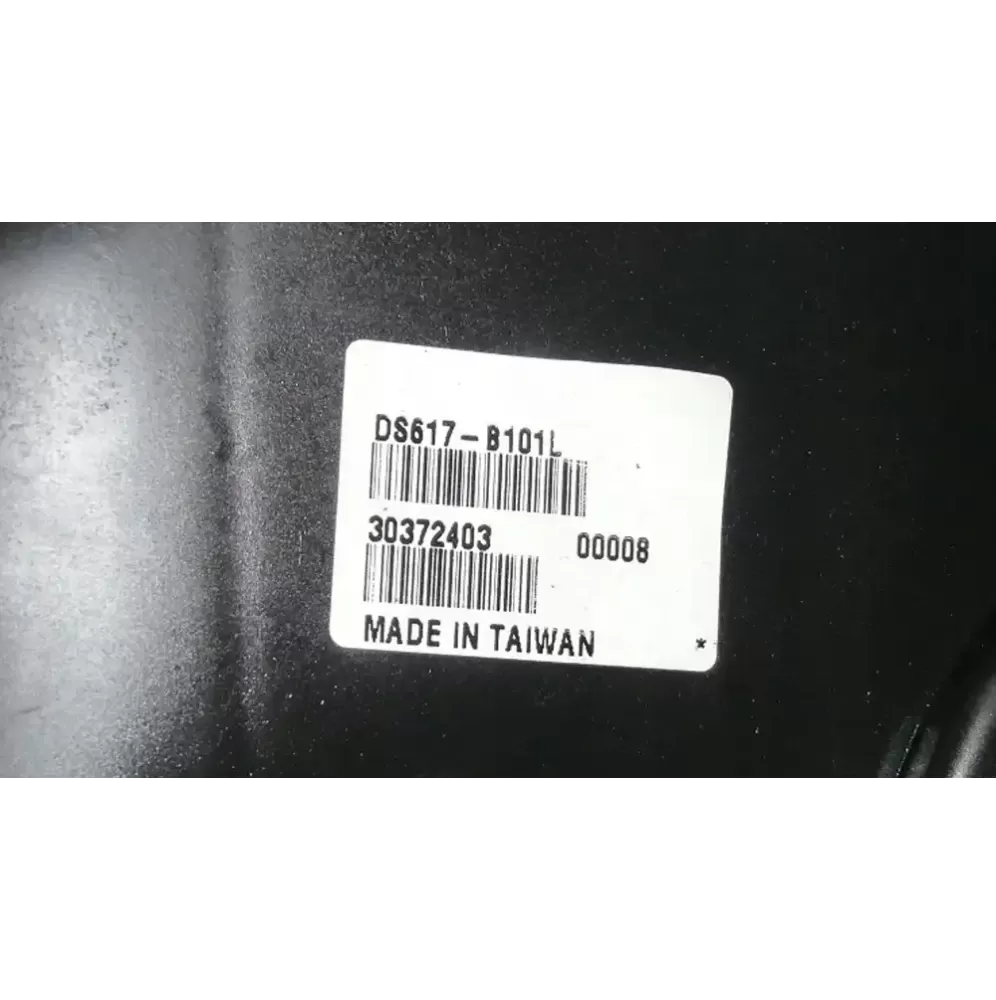 DS617-B101L
30372403 00008
MADE IN TAIWAN *